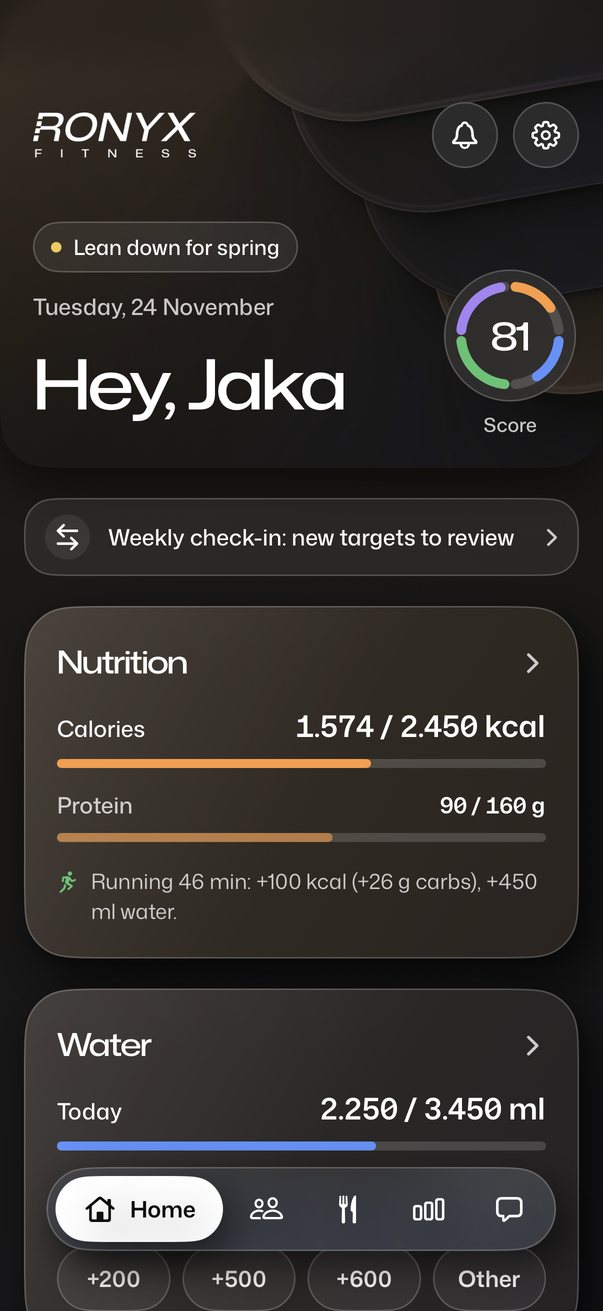 RONYX
FITNESS
Lean down for spring
Tuesday, 24 November
Hey, Jaka
81
Score
Weekly check-in: new targets to review
Nutrition
Calories 1.574 / 2.450 kcal
Protein 90 / 160 g
Running 46 min: +100 kcal (+26 g carbs), +450
ml water.
Water
Today 2.250 / 3.450 ml
Home
+200 +500 +600 Other